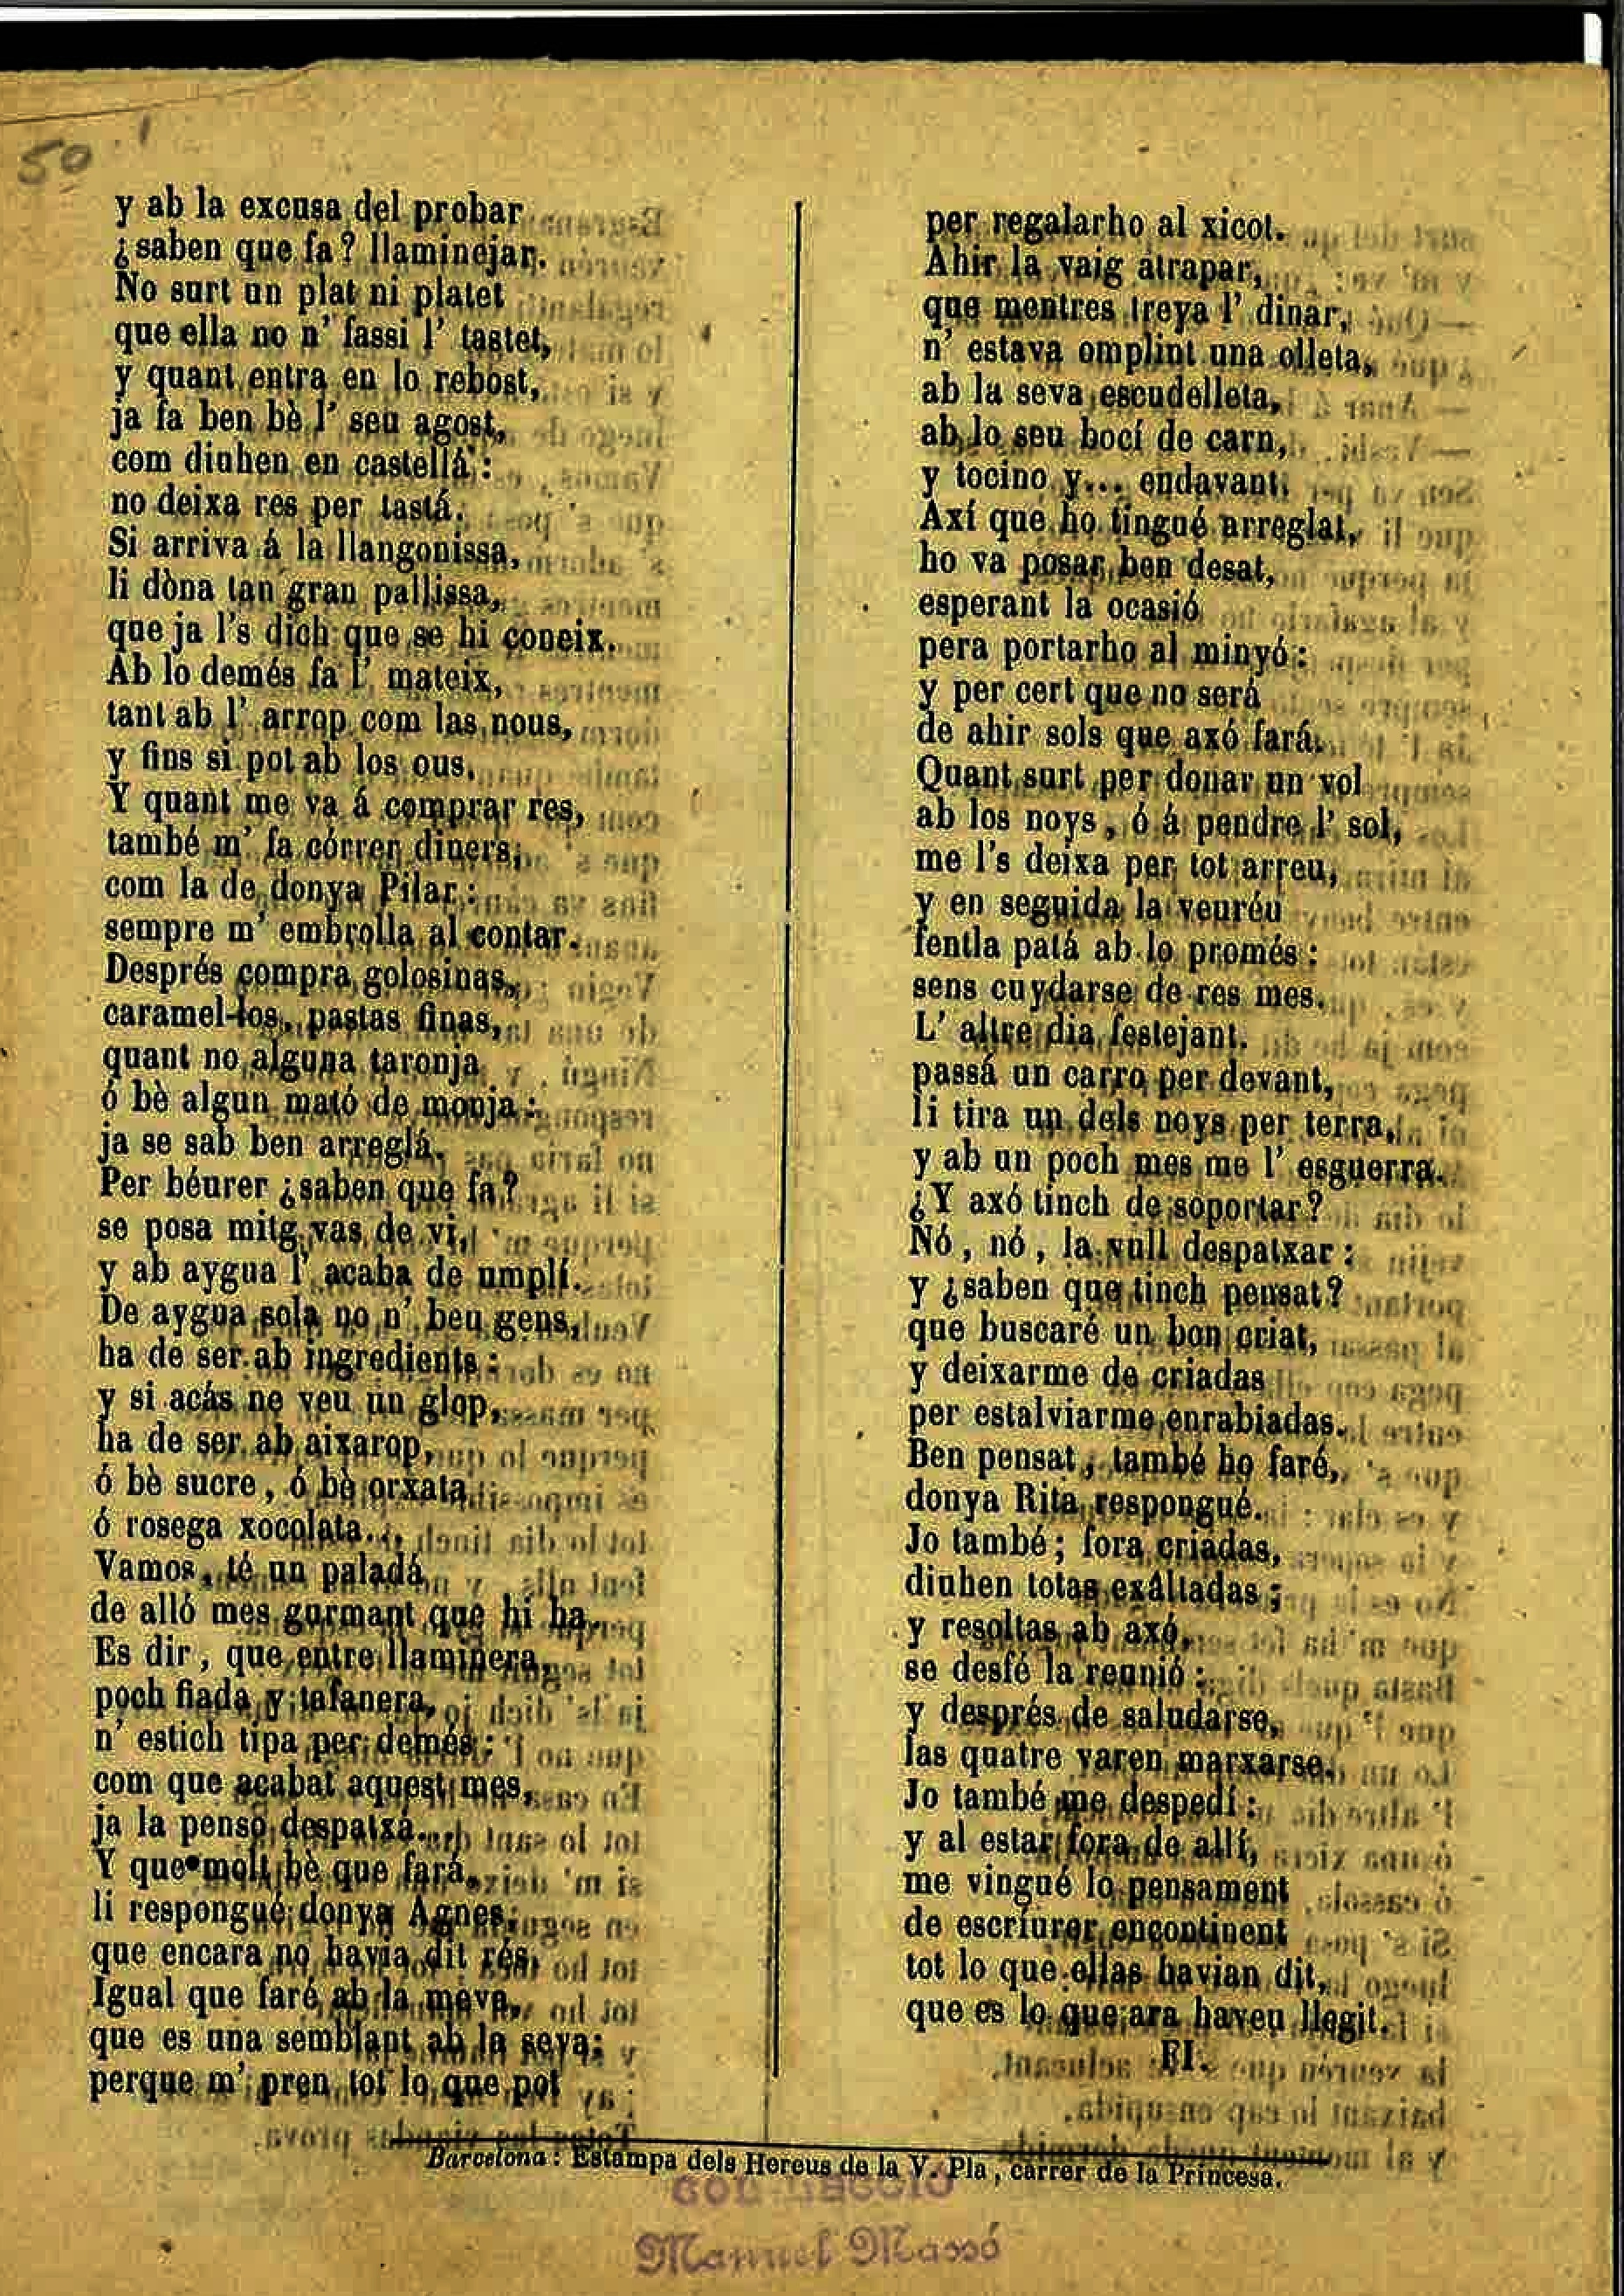 50
y ab la excusa del probar
¿saben que fa? llaminejar.
No surt un plat ni platet
que ella no n' fassi l' tastet,
y quant entra en lo rebost,
ja fa ben bè l' seu agost,
com diuhen en castellá:
no deixa res per tastá.
Si arriva á la llangonissa,
li dòna tan gran pallissa,
que ja l's dich que se hi coneix.
Ab lo demés fa l' mateix,
tant ab l' arrop com las nous,
y fins si pot ab los ous.
Y quant me va á comprar res,
també m' fa córrer diners,
com la de donya Pilar:
sempre m' embrolla al contar.
Després compra golosinas,
caramel-los, pastas finas,
quant no alguna taronja
ó bè algun mató de monja:
ja se sab ben arreglá.
Per béurer ¿saben que fa?
se posa mitg vas de vi,
y ab aygua l' acaba de umplí.
De aygua sola no n' beu gens,
ha de ser ab ingredients:
y si acás ne veu un glop,
ha de ser ab aixarop,
ó bè sucre, ó bè orxata
ó rosega xocolata...
Vamos, té un paladá
de alló mes gurmant que hi ha.
Es dir, que entre llaminera,
poch fiada y tafanera,
n' estich tipa per demés;
com que acabat aquest mes,
ja la penso despatxá.
Y que molt bè que fará,
li respongué donya Agnes,
que encara no havia dit rés,
Igual que faré ab la meva,
que es una semblant ab la seva;
perque m' pren tot lo que pot
per regalarho al xicot.
Ahir la vaig atrapar,
que mentres treya l' dinar,
n' estava omplint una olleta,
ab la seva escudelleta,
ab lo seu bocí de carn,
y tocino y... endavant.
Axí que ho tingué arreglat,
ho va posar ben desat,
esperant la ocasió
pera portarho al minyó:
y per cert que no será
de ahir sols que axó fará.
Quant surt per donar un vol
ab los noys, ó á pendre l' sol,
me l's deixa per tot arreu,
y en seguida la veuréu
fentla patá ab lo promés:
sens cuydarse de res mes.
L' altre dia festejant.
passá un carro per devant,
li tira un dels noys per terra,
y ab un poch mes me l' esguerra.
¿Y axó tinch de soportar?
Nó, nó, la vull despatxar:
y ¿saben que tinch pensat?
que buscaré un bon criat,
y deixarme de criadas
per estalviarme enrabiadas.
Ben pensat, també ho faré,
donya Rita respongué.
Jo també; fora criadas,
diuhen totas exáltadas;
y resoltas ab axó,
se desfé la reunió:
y després de saludarse,
las quatre varen marxarse.
Jo també me despedí:
y al estar fora de allí,
me vingué lo pensament
de escríurer encontinent
tot lo que ellas havian dit,
que es lo que ara haveu llegit.
FI.
Barcelona: Estampa dels Hereus de la V. Pla, carrer de la Princesa.
COL·LECCIÓ
Manuel Massó